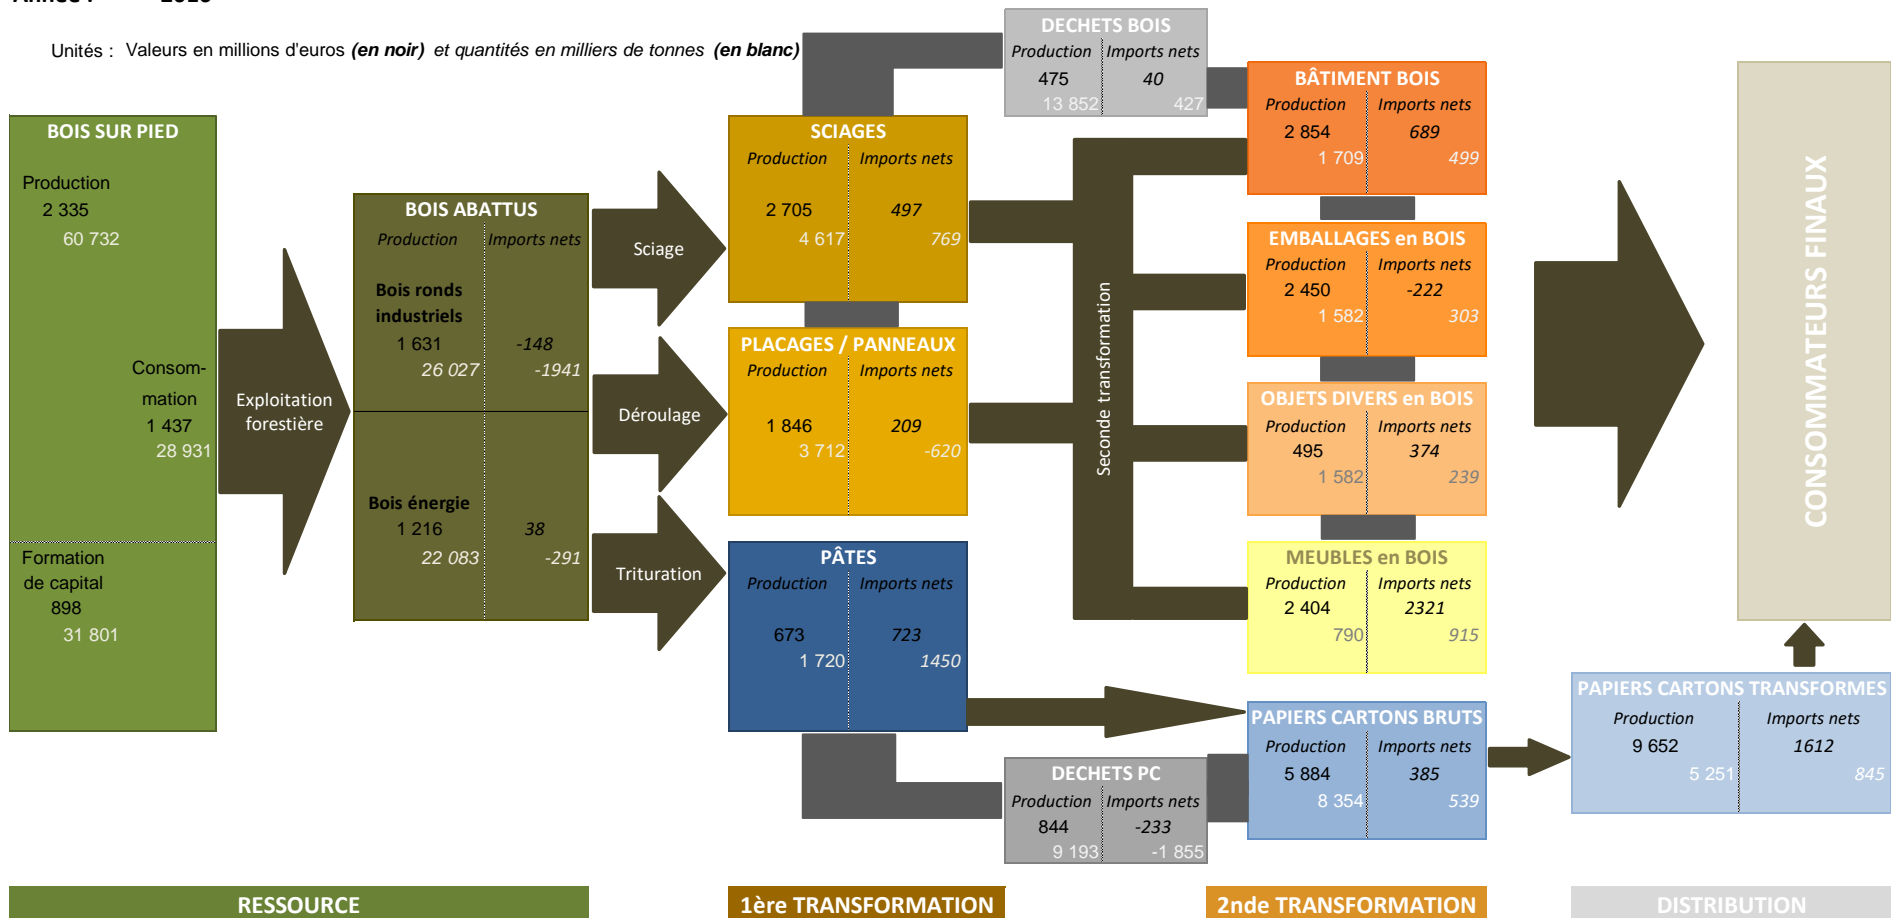 Unités : Valeurs en millions d'euros (en noir) et quantités en milliers de tonnes (en blanc)
BOIS SUR PIED
Production
2 335
60 732
Consom-
mation
1 437
28 931
Formation
de capital
898
31 801
Exploitation
forestière
BOIS ABATTUS
Production Imports nets
Bois ronds
industriels
1 631 -148
26 027 -1941
Bois énergie
1 216 38
22 083 -291
Sciage
Déroulage
Trituration
SCIAGES
Production Imports nets
2 705 497
4 617 769
PLACAGES / PANNEAUX
Production Imports nets
1 846 209
3 712 -620
PÂTES
Production Imports nets
673 723
1 720 1450
DECHETS BOIS
Production Imports nets
475 40
13 852 427
Seconde transformation
DECHETS PC
Production Imports nets
844 -233
9 193 -1 855
BÂTIMENT BOIS
Production Imports nets
2 854 689
1 709 499
EMBALLAGES en BOIS
Production Imports nets
2 450 -222
1 582 303
OBJETS DIVERS en BOIS
Production Imports nets
495 374
1 582 239
MEUBLES en BOIS
Production Imports nets
2 404 2321
790 915
PAPIERS CARTONS BRUTS
Production Imports nets
5 884 385
8 354 539
CONSOMMATEURS FINAUX
PAPIERS CARTONS TRANSFORMES
Production Imports nets
9 652 1612
5 251 845
RESSOURCE
1ère TRANSFORMATION
2nde TRANSFORMATION
DISTRIBUTION